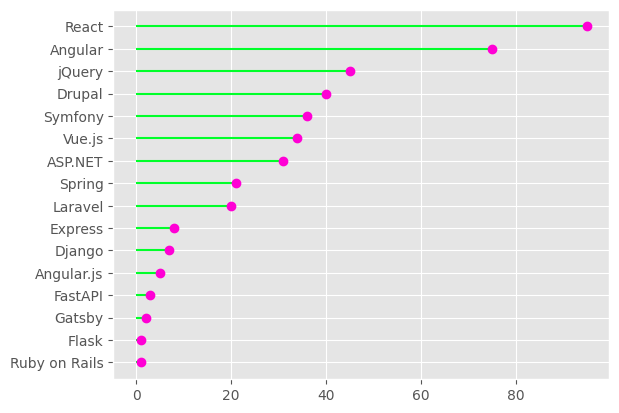 React
Angular
jQuery
Drupal
Symfony
Vue.js
ASP.NET
Spring
Laravel
Express
Django
Angular.js
FastAPI
Gatsby
Flask
Ruby on Rails
0 20 40 60 80